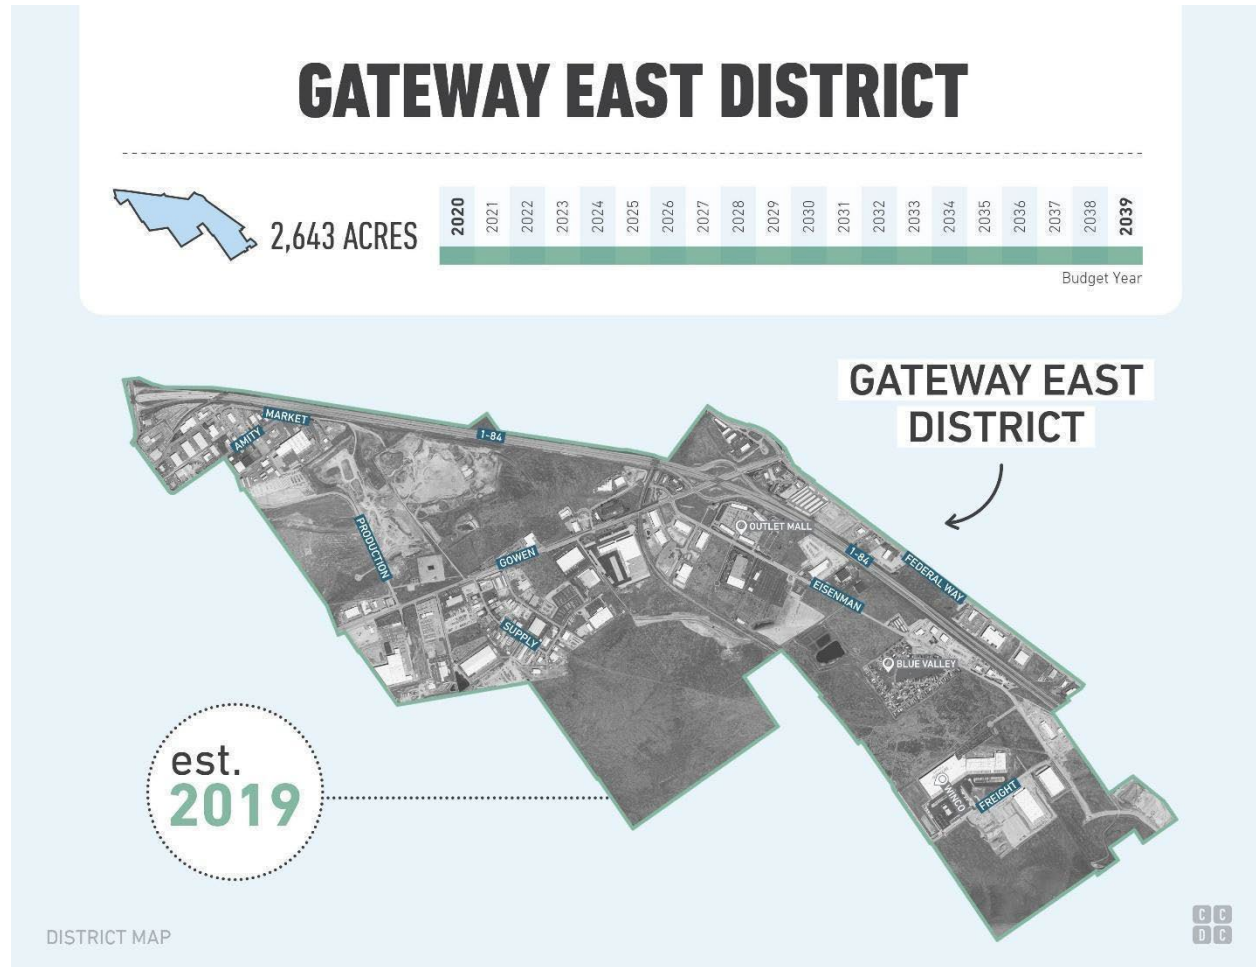 GATEWAY EAST DISTRICT
2,643 ACRES
2020 2021 2022 2023 2024 2025 2026 2027 2028 2029 2030 2031 2032 2033 2034 2035 2036 2037 2038 2039
Budget Year
GATEWAY EAST
DISTRICT
MARKET
AMITY
1-84
PRODUCTION
GOWEN
OUTLET MALL
1-84
FEDERAL WAY
EISENMAN
SUPPLY
BLUE VALLEY
WINCO
FREIGHT
est.
2019
DISTRICT MAP
C C
D C